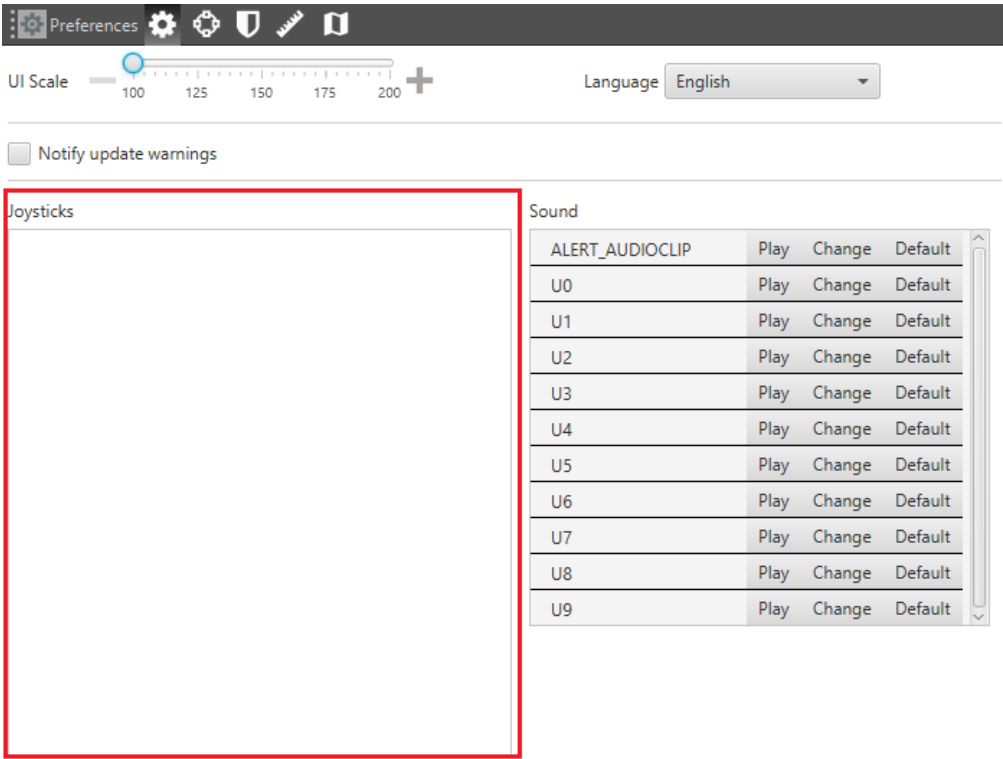 Preferences
UI Scale
100 125 150 175 200
Language English
Notify update warnings
Joysticks
Sound
ALERT_AUDIOCLIP Play Change Default
U0 Play Change Default
U1 Play Change Default
U2 Play Change Default
U3 Play Change Default
U4 Play Change Default
U5 Play Change Default
U6 Play Change Default
U7 Play Change Default
U8 Play Change Default
U9 Play Change Default